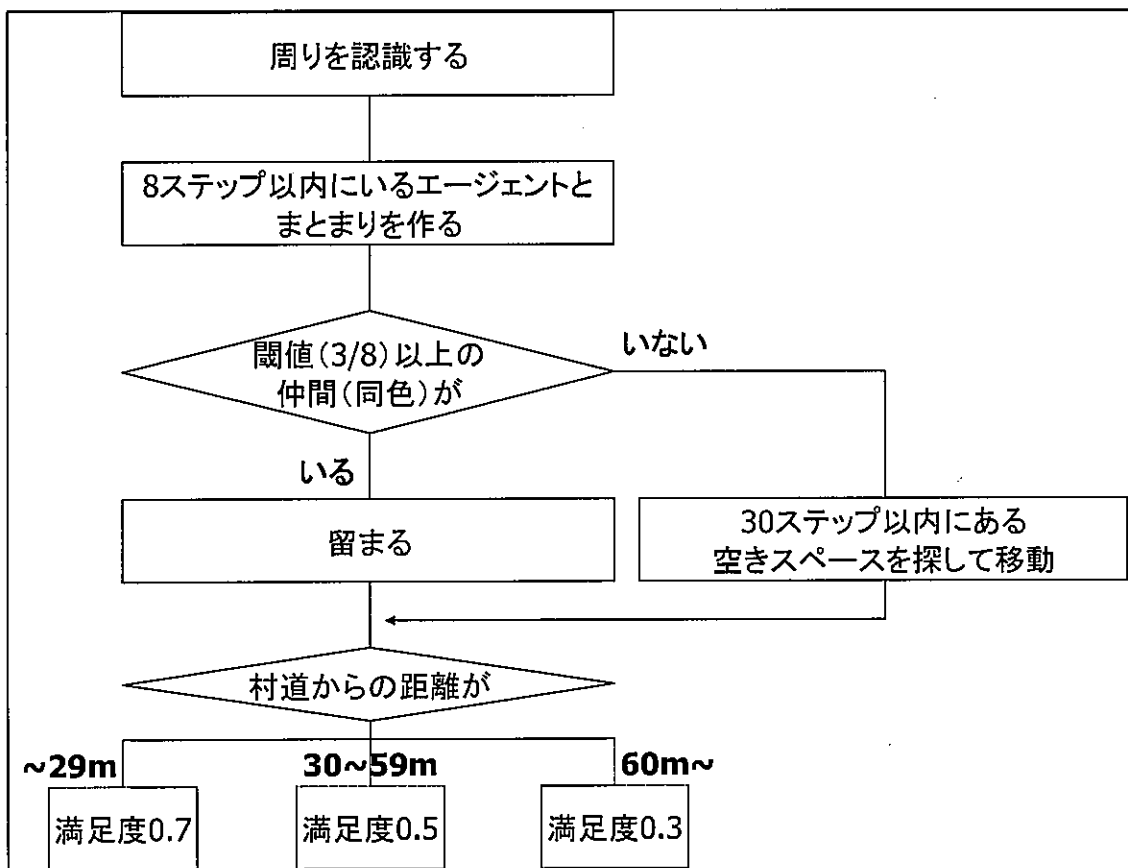 周りを認識する
8ステップ以内にいるエージェントと
まとまりを作る
閾値(3/8)以上の
仲間(同色)が
いない
いる
留まる
30ステップ以内にある
空きスペースを探して移動
村道からの距離が
~29m
30~59m
60m~
満足度0.7
満足度0.5
満足度0.3